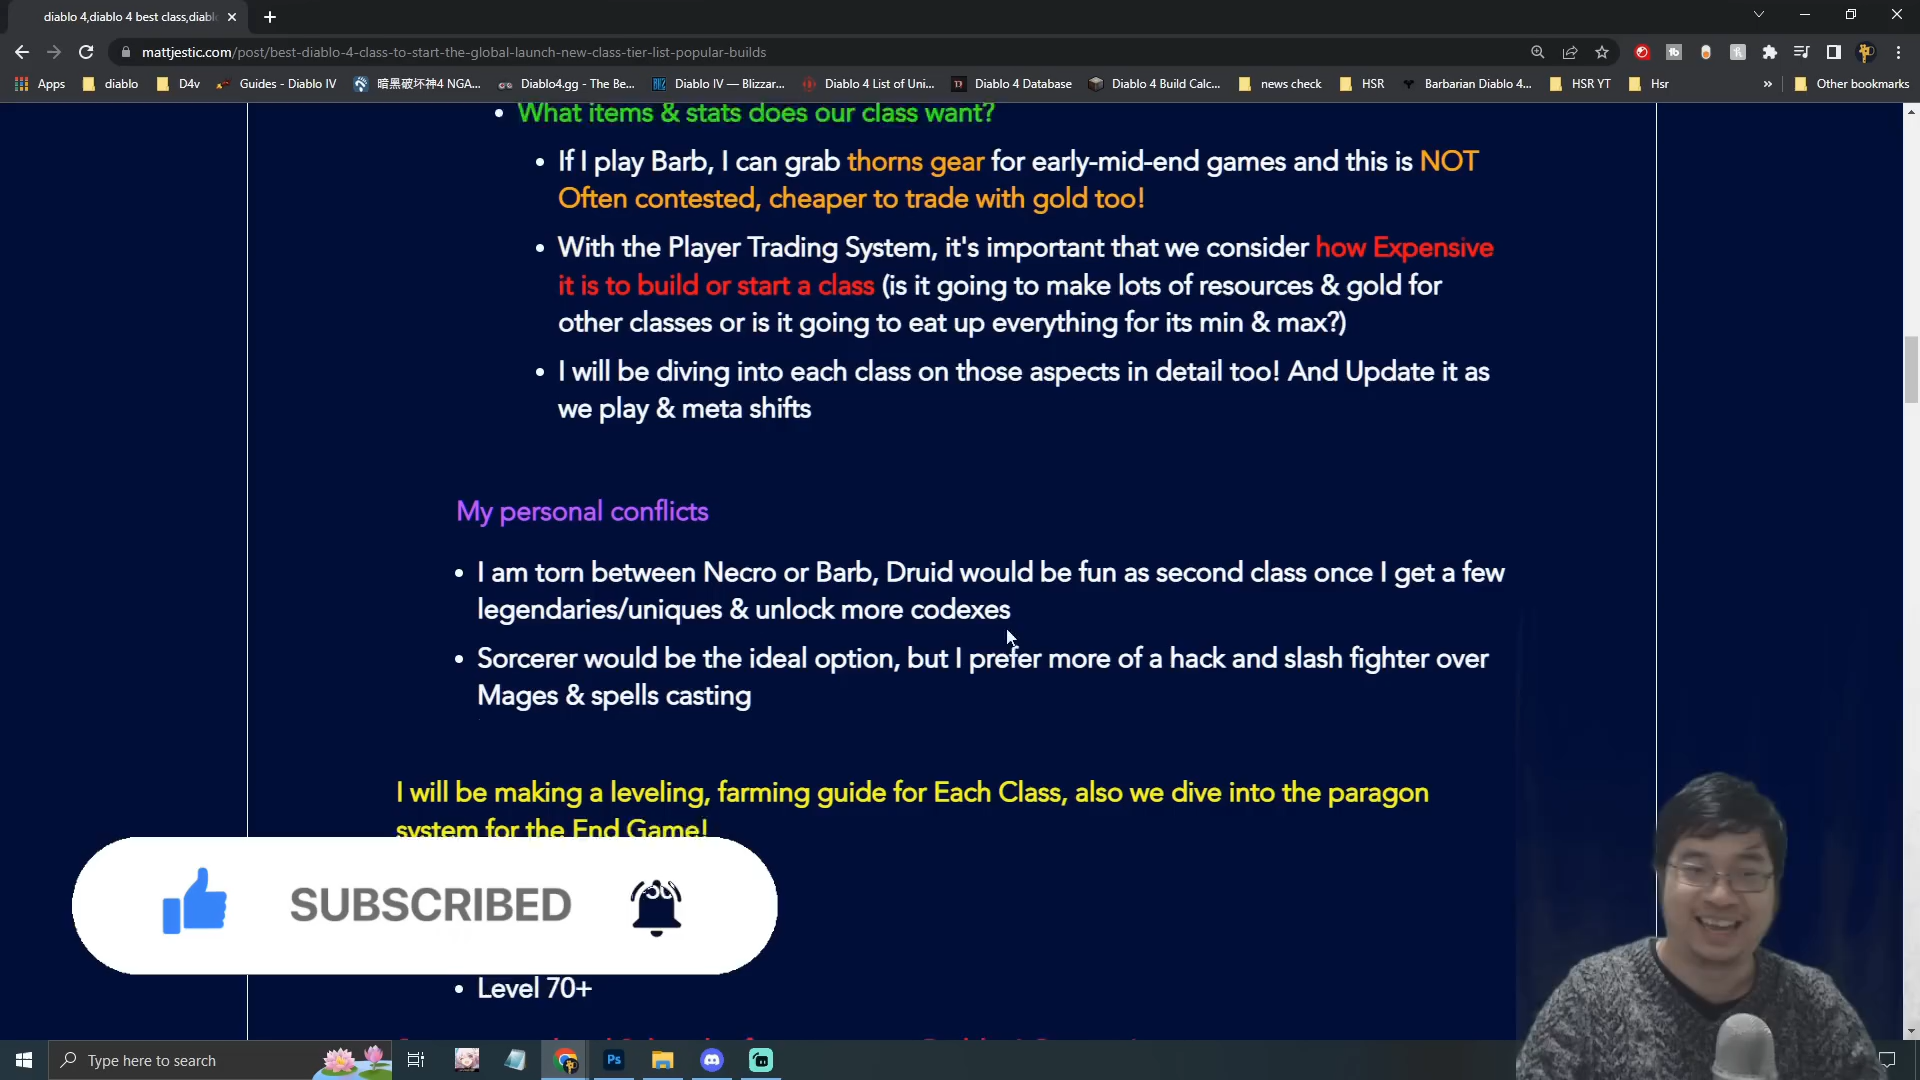 diablo 4,diablo 4 best class,diabl
mattjestic.com/post/best-diablo-4-class-to-start-the-global-launch-new-class-tier-list-popular-builds
Apps diablo D4v Guides - Diablo IV 暗黑破坏神4 NGA... Diablo4.gg - The Be... Diablo IV — Blizzar... Diablo 4 List of Uni... Diablo 4 Database Diablo 4 Build Calc... news check HSR Barbarian Diablo 4... HSR YT Hsr » Other bookmarks
• What items & stats does our class want?
• If I play Barb, I can grab thorns gear for early-mid-end games and this is NOT
Often contested, cheaper to trade with gold too!
• With the Player Trading System, it's important that we consider how Expensive
it is to build or start a class (is it going to make lots of resources & gold for
other classes or is it going to eat up everything for its min & max?)
• I will be diving into each class on those aspects in detail too! And Update it as
we play & meta shifts
My personal conflicts
• I am torn between Necro or Barb, Druid would be fun as second class once I get a few
legendaries/uniques & unlock more codexes
• Sorcerer would be the ideal option, but I prefer more of a hack and slash fighter over
Mages & spells casting
I will be making a leveling, farming guide for Each Class, also we dive into the paragon
system for the End Game!
SUBSCRIBED
• Level 70+
Type here to search
Ps